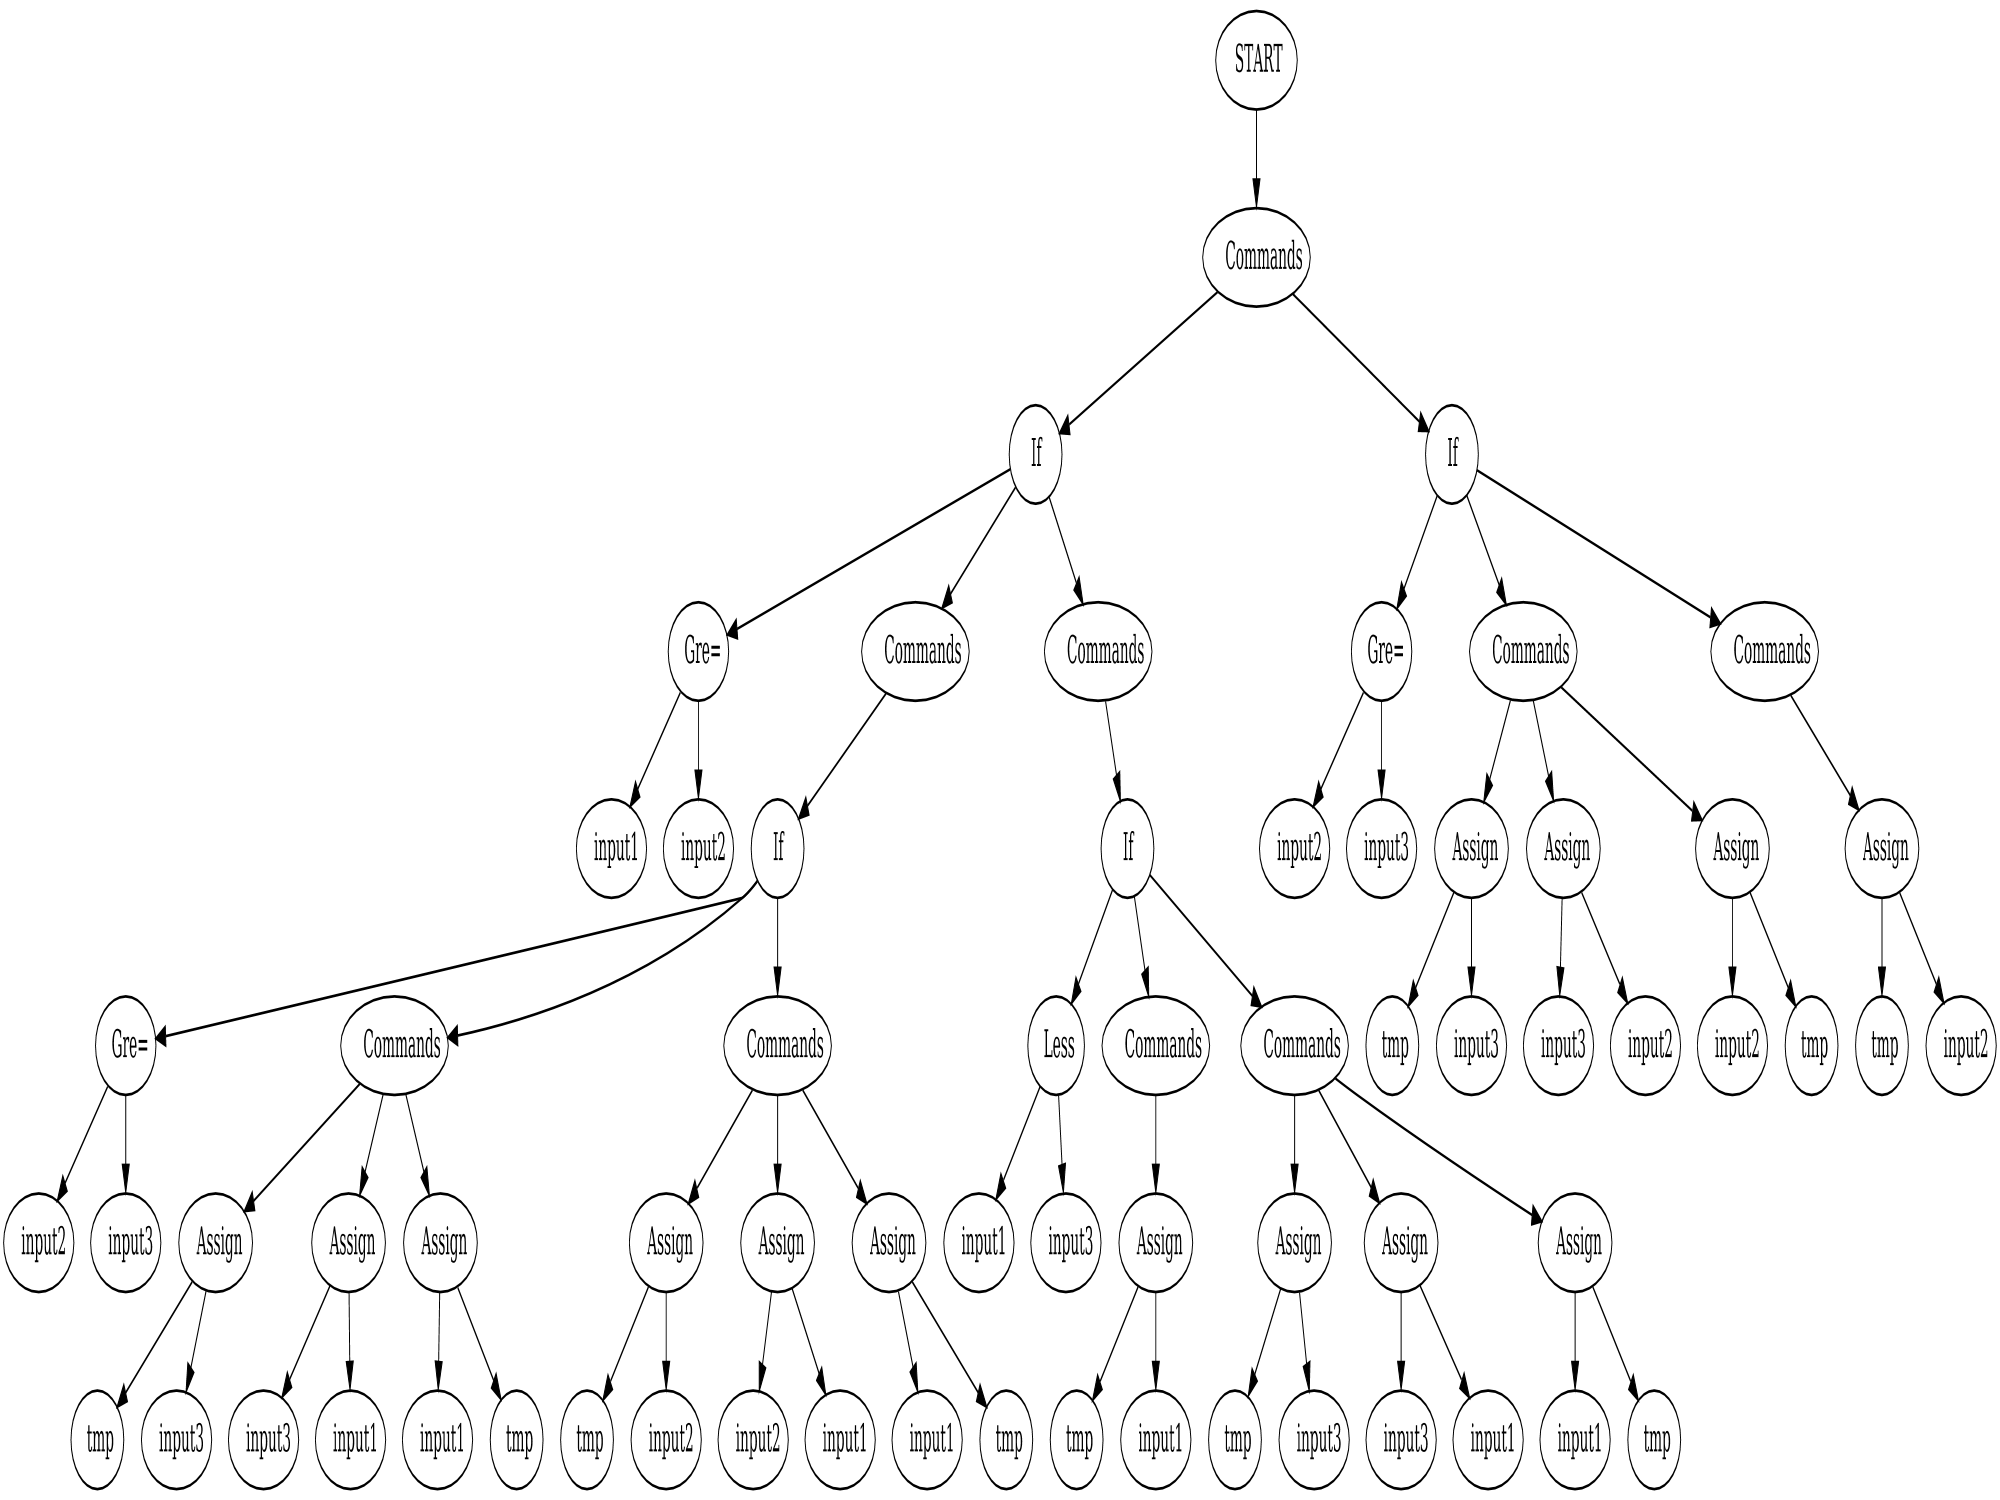 START
Commands
If If
Gre= Commands Commands Gre= Commands Commands
input1 input2 If If input2 input3 Assign Assign Assign Assign
Gre= Commands Commands Less Commands Commands tmp input3 input3 input2 input2 tmp tmp input2
input2 input3 Assign Assign Assign Assign Assign Assign input1 input3 Assign Assign Assign Assign
tmp input3 input3 input1 input1 tmp tmp input2 input2 input1 input1 tmp tmp input1 tmp input3 input3 input1 input1 tmp